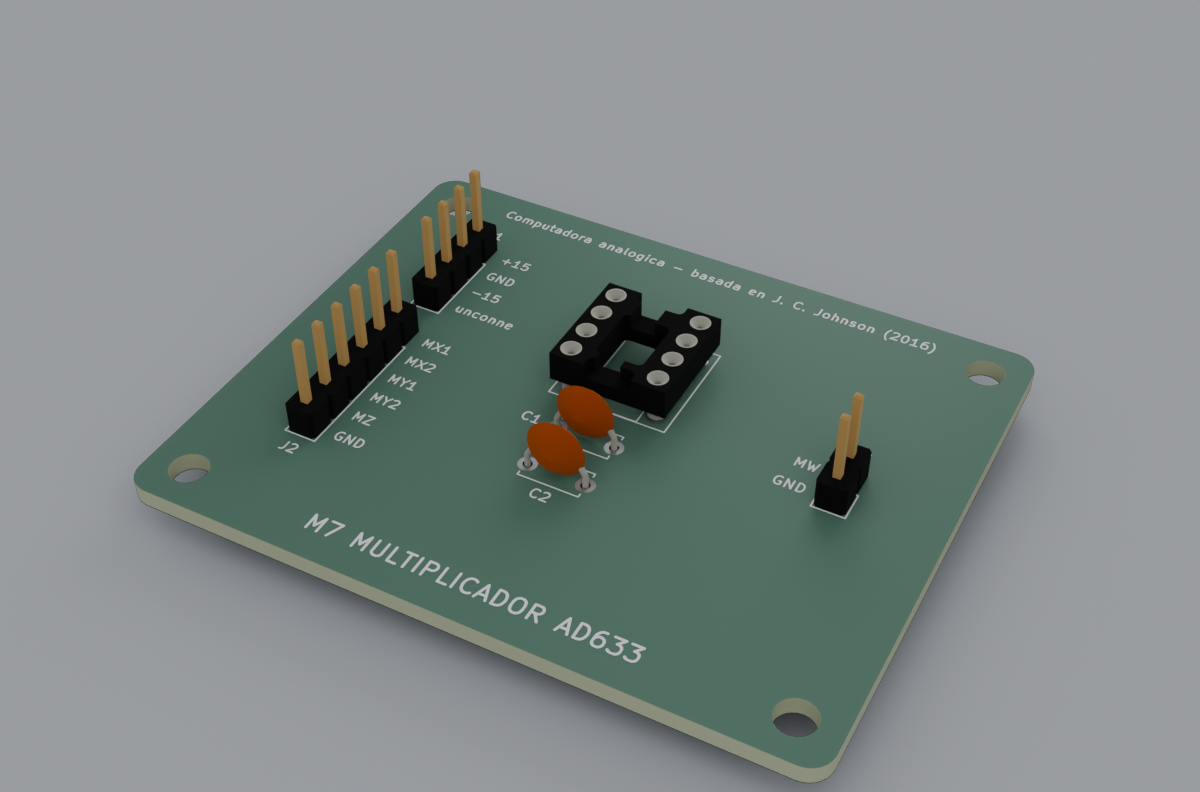 Computadora analogica — basada en J. C. Johnson (2016)
+15
GND
−15
unconne
MX1
MX2
MY1
MY2
MZ
GND
J2
C1
C2
MW
GND
M7 MULTIPLICADOR AD633